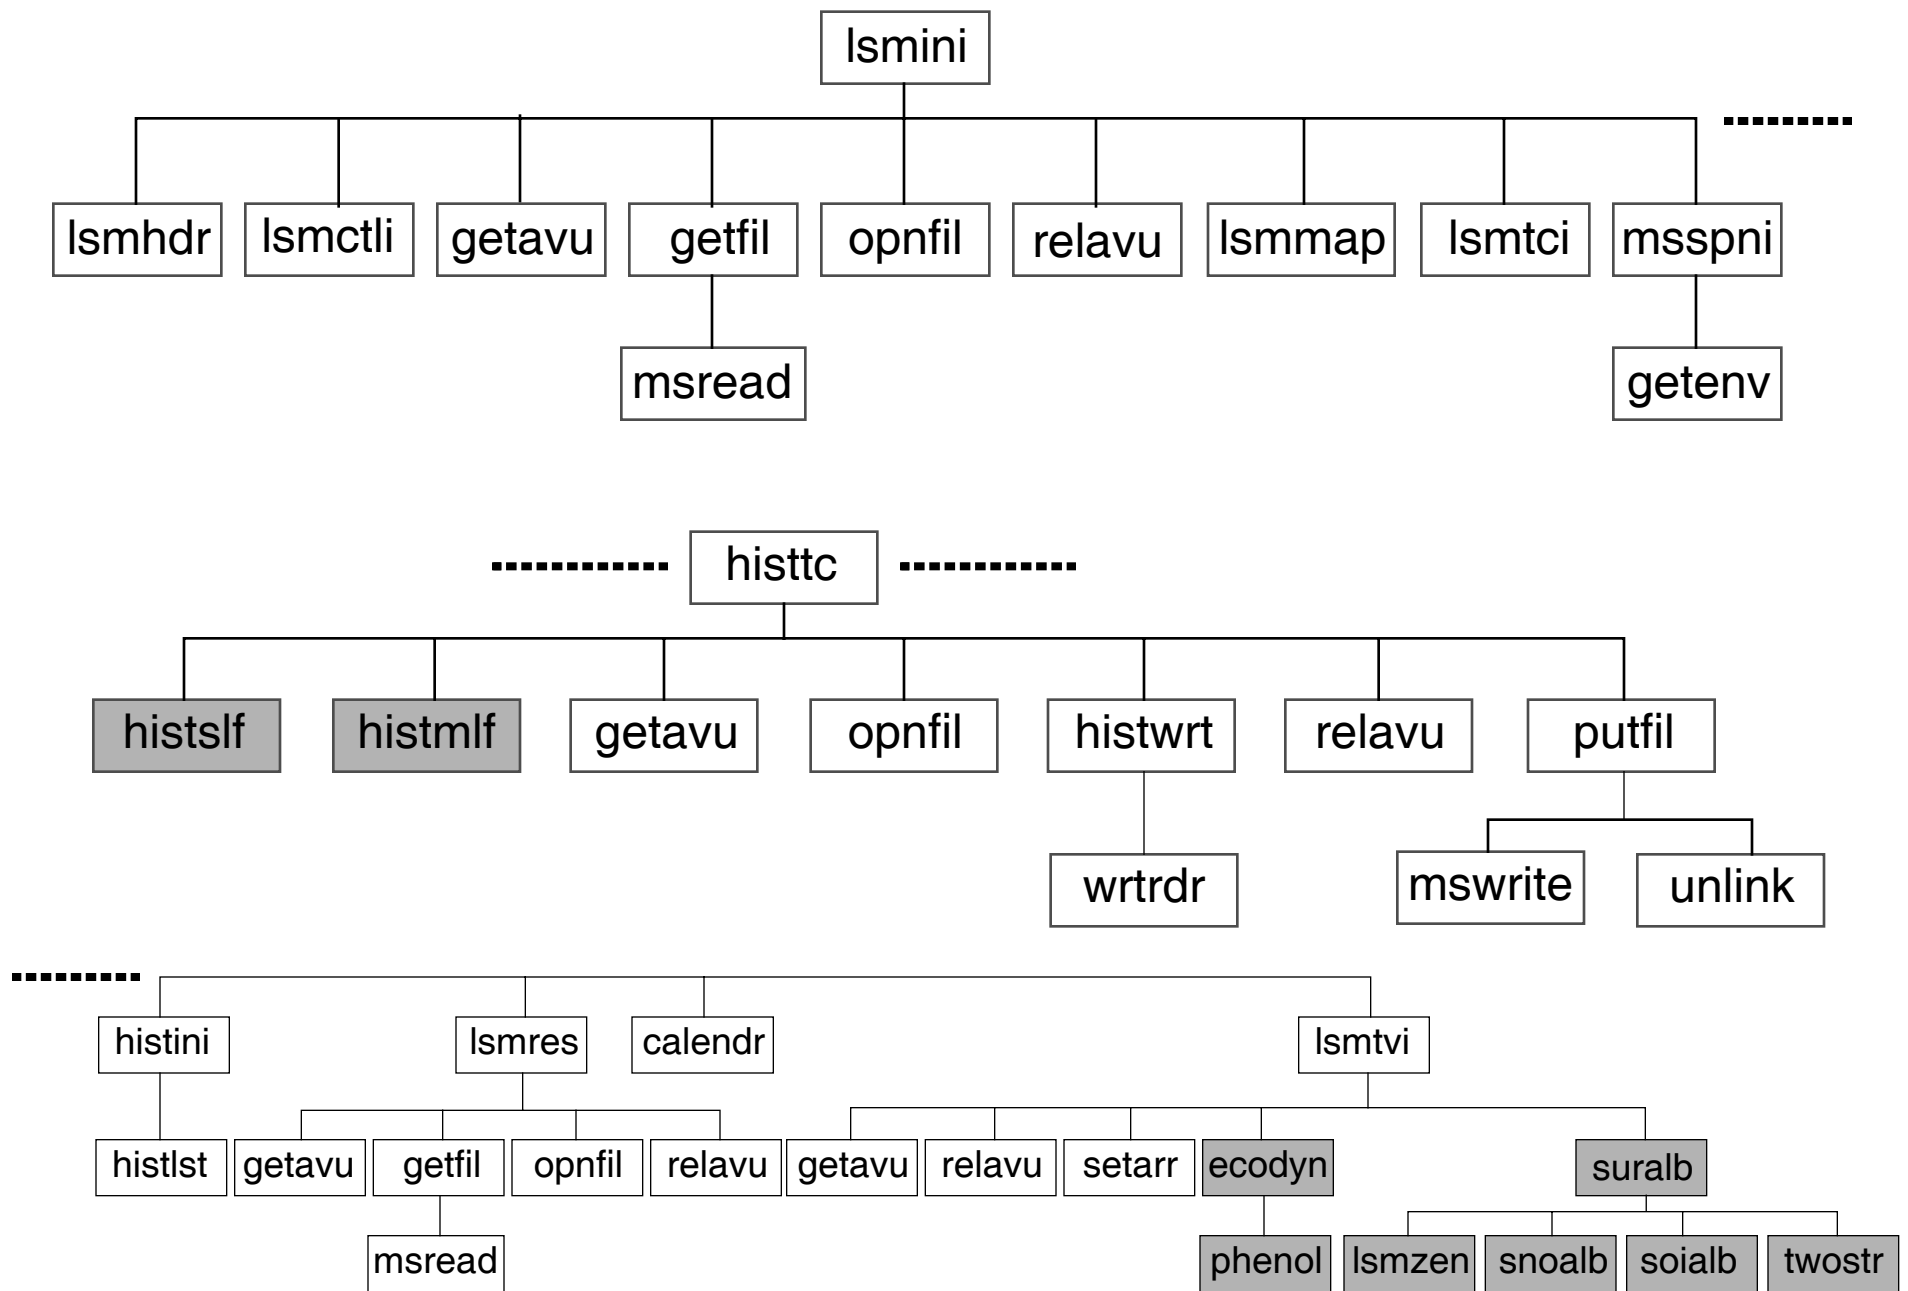 lsmini
lsmhdr lsmctli getavu getfil opnfil relavu lsmmap lsmtci msspni
msread getenv
histtc
histslf histmlf getavu opnfil histwrt relavu putfil
wrtrdr mswrite unlink
histini lsmres calendr lsmtvi
histlst getavu getfil opnfil relavu getavu relavu setarr ecodyn suralb
msread phenol lsmzen snoalb soialb twostr